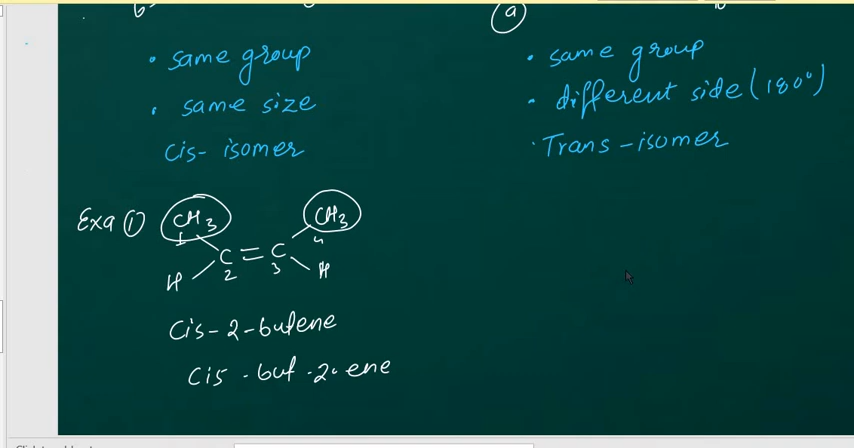 b
a
• same group
• same size
Cis- isomer
• same group
• different side (180°)
• Trans-isomer
Exa ① CH3 CH3
1 4
C = C
2 3
H H
Cis-2-butene
Cis-but-2-ene